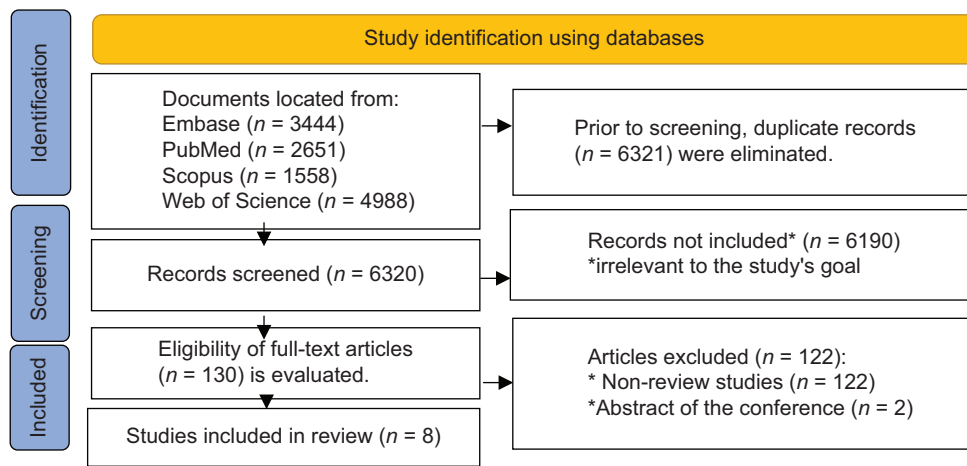 Study identification using databases
Identification
Documents located from:
Embase (n = 3444)
PubMed (n = 2651)
Scopus (n = 1558)
Web of Science (n = 4988)
Prior to screening, duplicate records
(n = 6321) were eliminated.
Screening
Records screened (n = 6320)
Records not included* (n = 6190)
*irrelevant to the study's goal
Included
Eligibility of full-text articles
(n = 130) is evaluated.
Articles excluded (n = 122):
* Non-review studies (n = 122)
*Abstract of the conference (n = 2)
Studies included in review (n = 8)